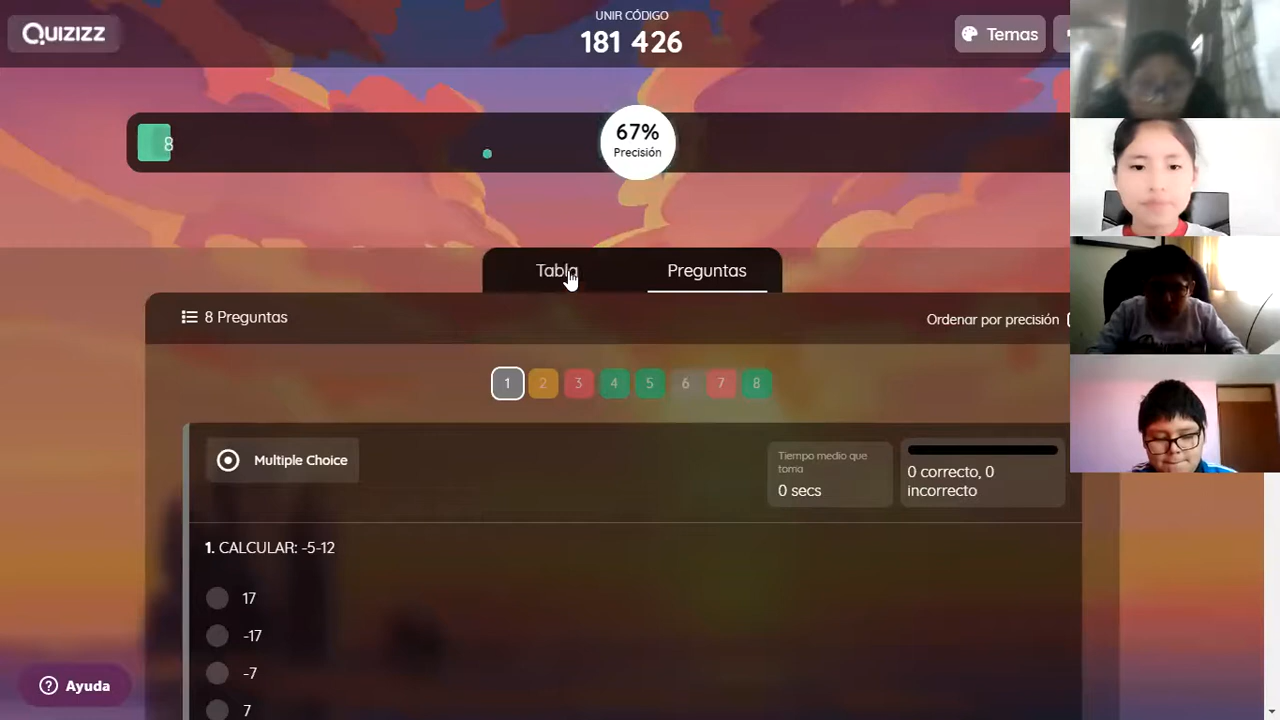 QUIZIZZ
UNIR CÓDIGO
181 426
Temas
8
67%
Precisión
Tabla
Preguntas
8 Preguntas
Ordenar por precisión
1 2 3 4 5 6 7 8
Multiple Choice
Tiempo medio que
toma
0 secs
0 correcto, 0
incorrecto
1. CALCULAR: -5-12
17
-17
-7
7
Ayuda